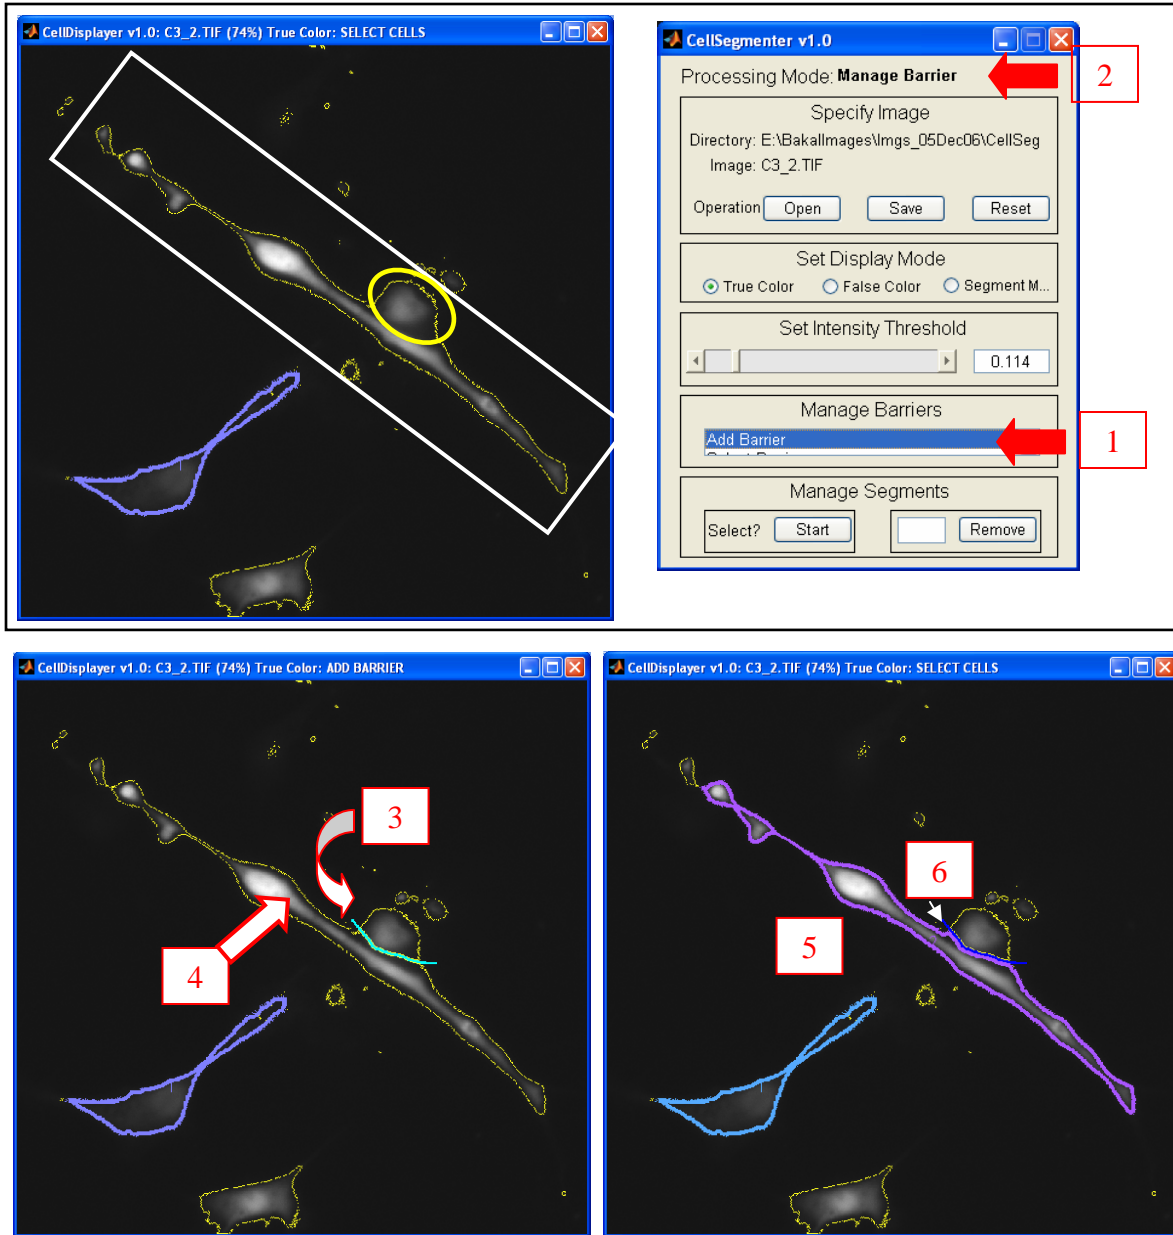 CellDisplayer v1.0: C3_2.TIF (74%) True Color: SELECT CELLS
CellSegmenter v1.0
Processing Mode: Manage Barrier
2
Specify Image
Directory: E:\BakalImages\Imgs_05Dec06\CellSeg
Image: C3_2.TIF
Operation Open Save Reset
Set Display Mode
True Color False Color Segment M...
Set Intensity Threshold
0.114
Manage Barriers
Add Barrier
1
Manage Segments
Select? Start Remove
CellDisplayer v1.0: C3_2.TIF (74%) True Color: ADD BARRIER
3
4
CellDisplayer v1.0: C3_2.TIF (74%) True Color: SELECT CELLS
6
5